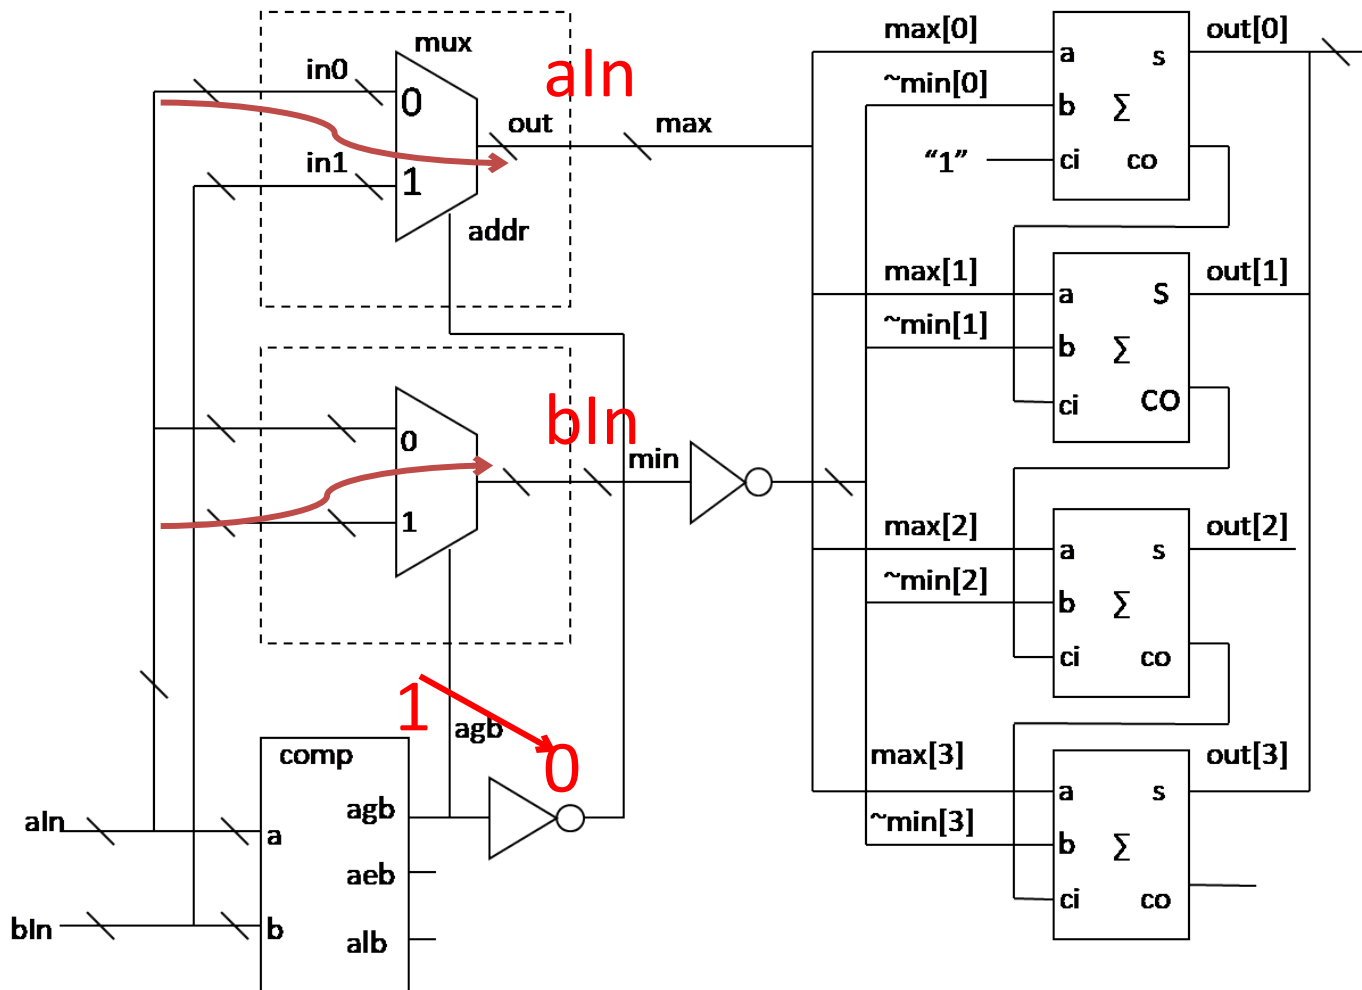 mux
in0
0
out
in1
1
addr
aIn
max
0
1
bIn
min
1
agb
0
comp
agb
a
aeb
b
alb
aIn
bIn
max[0]
a
s
out[0]
~min[0]
b
Σ
“1”
ci
co
max[1]
a
S
out[1]
~min[1]
b
Σ
ci
CO
max[2]
a
s
out[2]
~min[2]
b
Σ
ci
co
max[3]
a
s
out[3]
~min[3]
b
Σ
ci
co